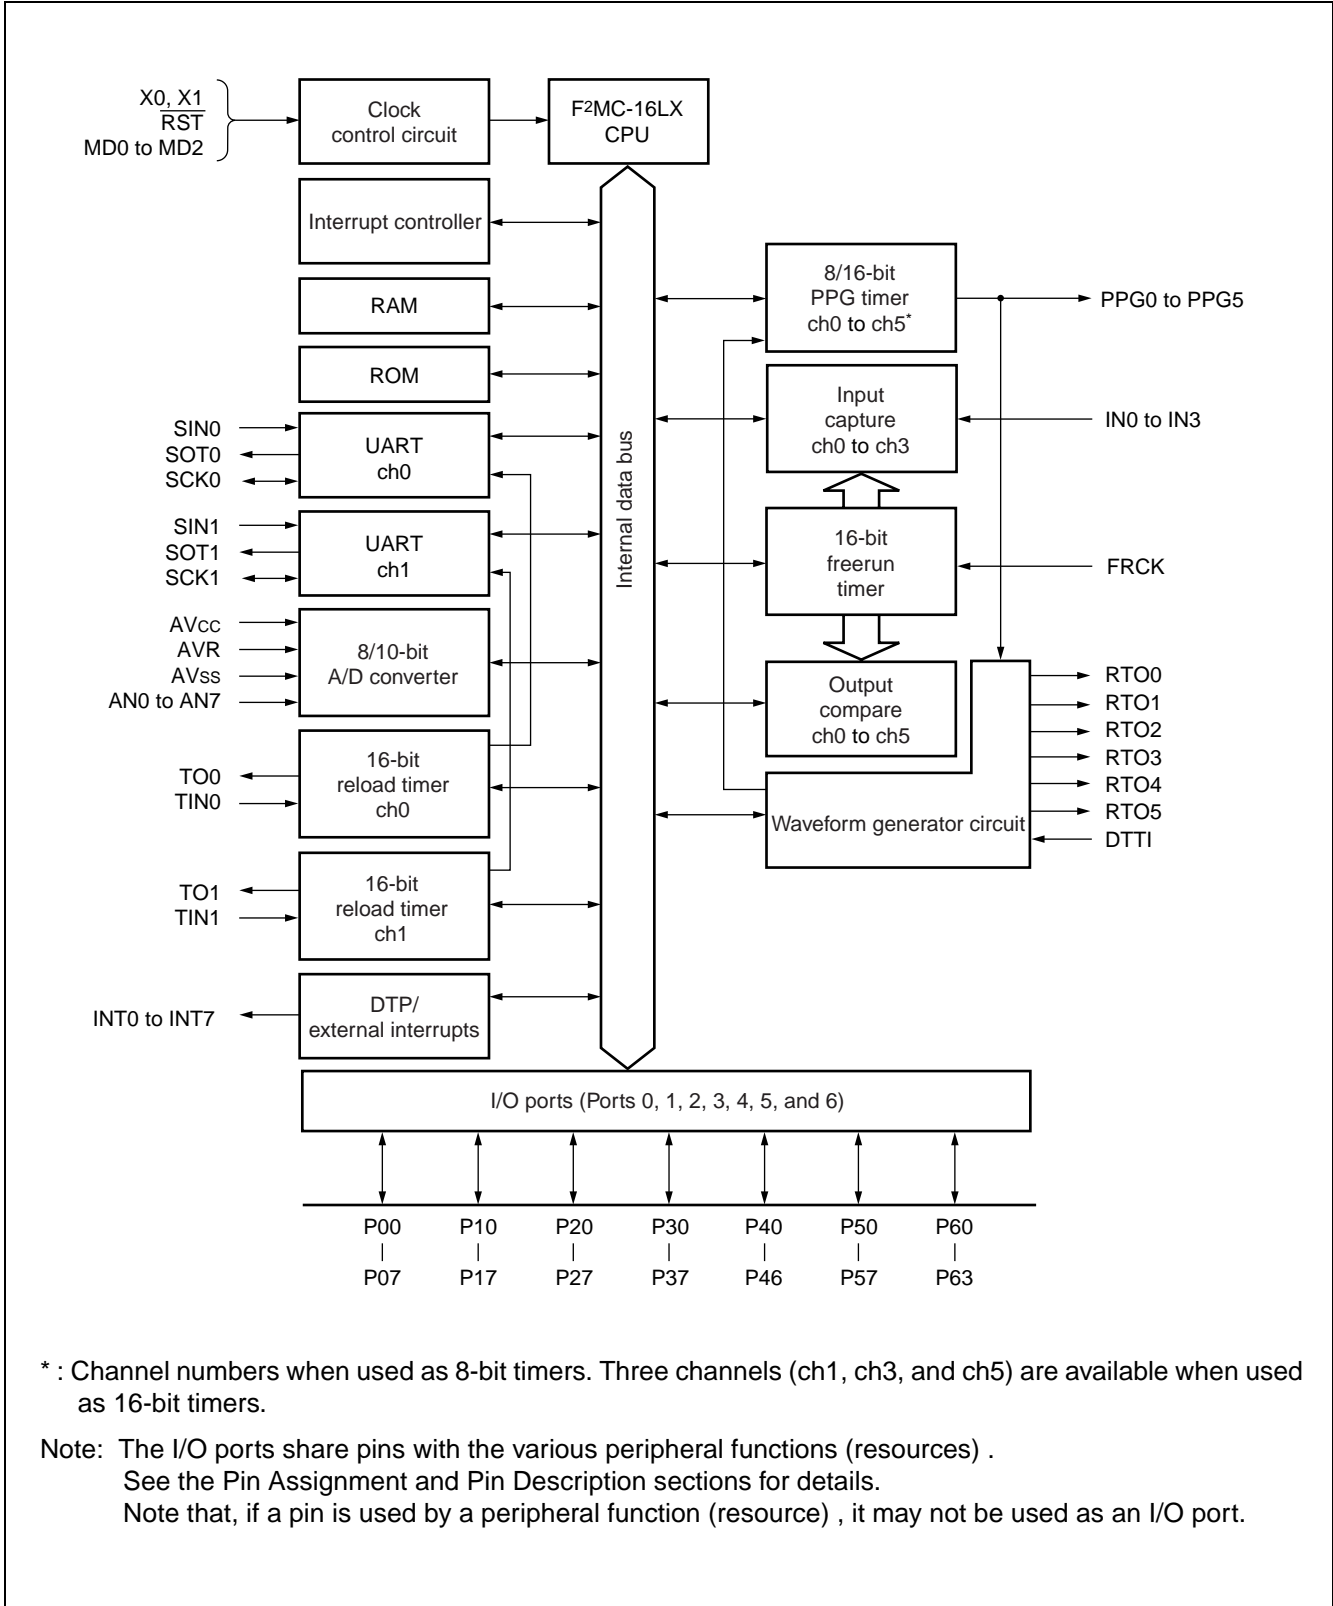 X0, X1
RST
MD0 to MD2
Clock
control circuit
F2MC-16LX
CPU
Interrupt controller
RAM
ROM
SIN0
SOT0
SCK0
UART
ch0
SIN1
SOT1
SCK1
UART
ch1
AVCC
AVR
AVSS
AN0 to AN7
8/10-bit
A/D converter
TO0
TIN0
16-bit
reload timer
ch0
TO1
TIN1
16-bit
reload timer
ch1
INT0 to INT7
DTP/
external interrupts
Internal data bus
8/16-bit
PPG timer
ch0 to ch5*
PPG0 to PPG5
Input
capture
ch0 to ch3
IN0 to IN3
16-bit
freerun
timer
FRCK
Output
compare
ch0 to ch5
Waveform generator circuit
RTO0
RTO1
RTO2
RTO3
RTO4
RTO5
DTTI
I/O ports (Ports 0, 1, 2, 3, 4, 5, and 6)
P00 P10 P20 P30 P40 P50 P60
P07 P17 P27 P37 P46 P57 P63
* : Channel numbers when used as 8-bit timers. Three channels (ch1, ch3, and ch5) are available when used
as 16-bit timers.
Note: The I/O ports share pins with the various peripheral functions (resources) .
See the Pin Assignment and Pin Description sections for details.
Note that, if a pin is used by a peripheral function (resource) , it may not be used as an I/O port.